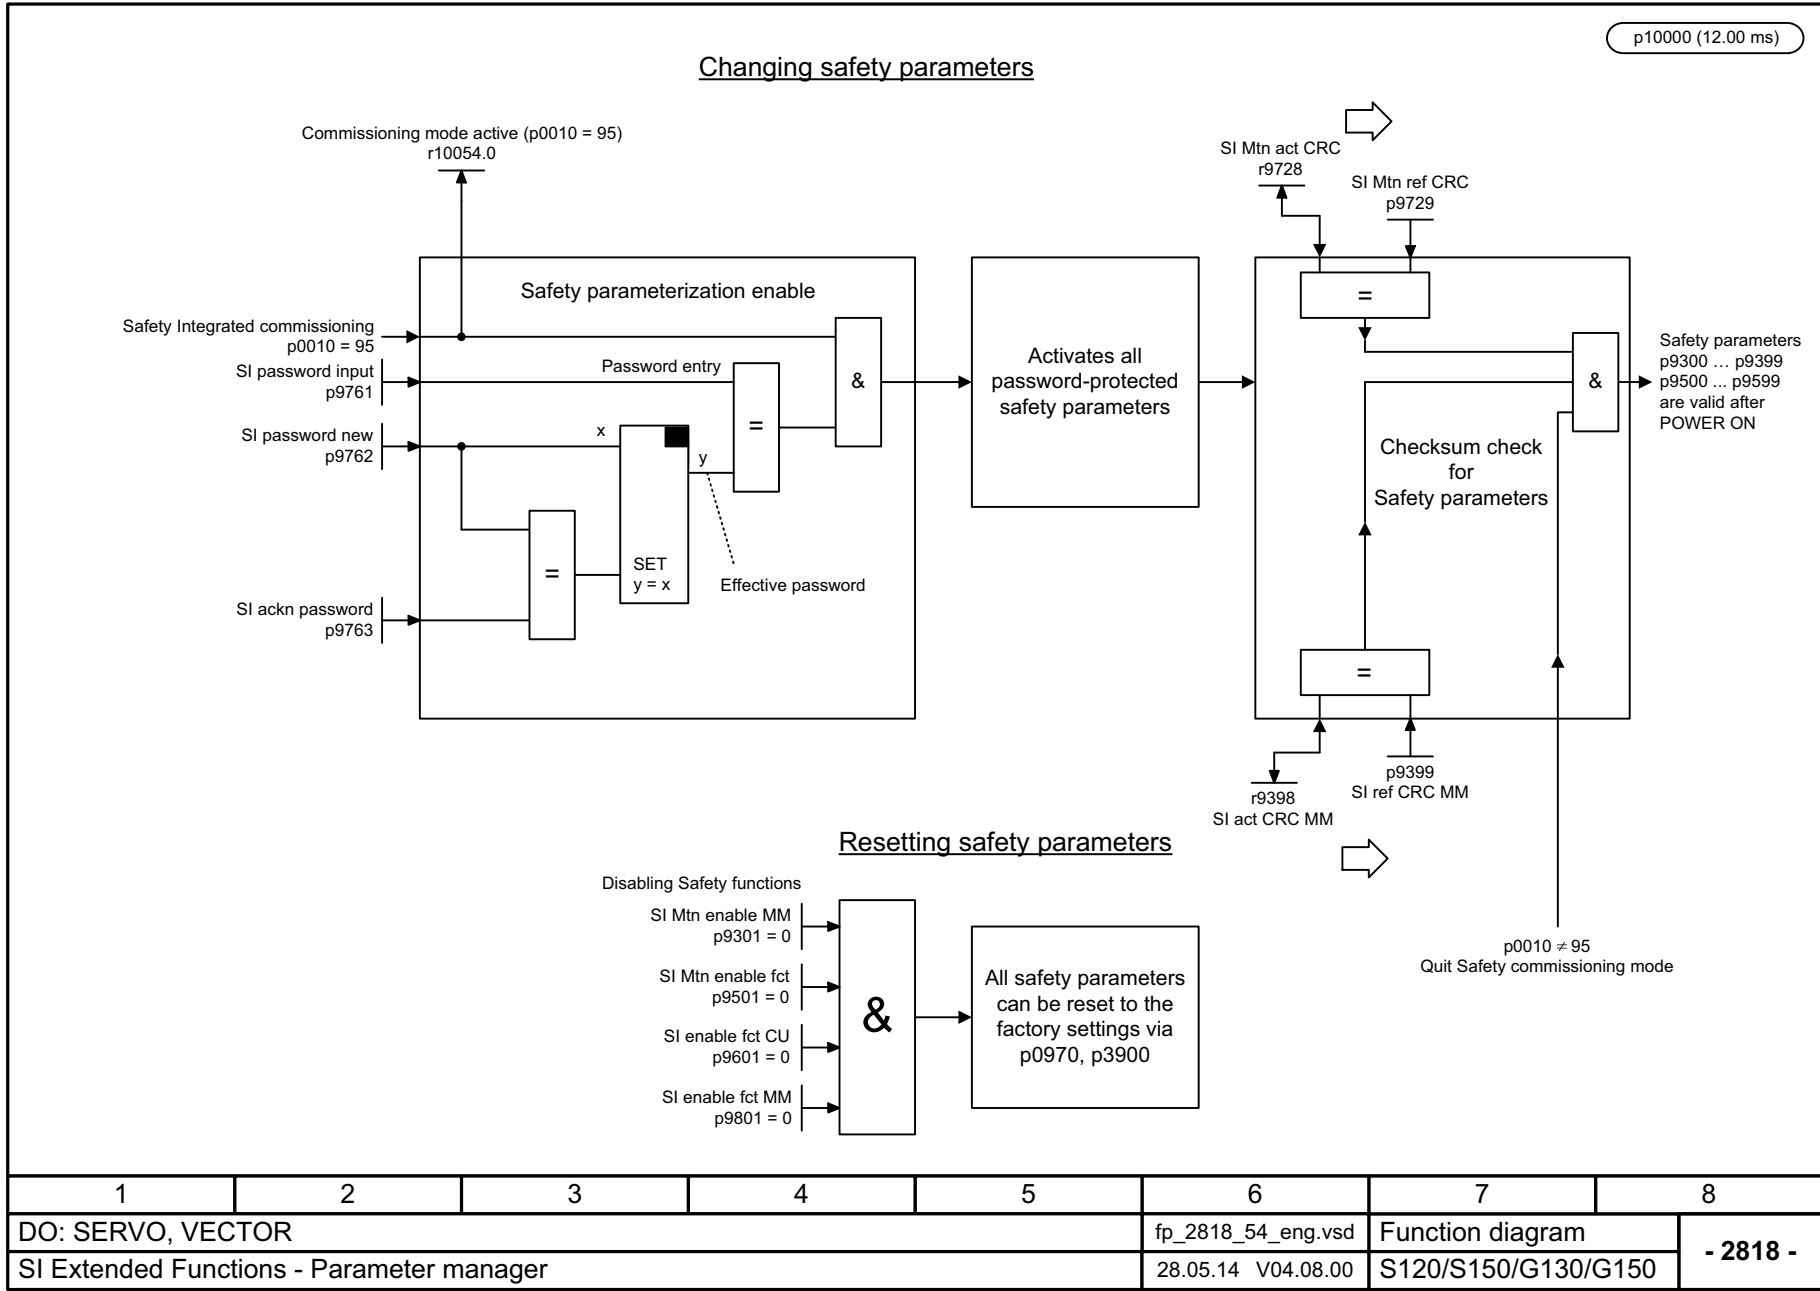 p10000 (12.00 ms)
Changing safety parameters
Commissioning mode active (p0010 = 95)
r10054.0
SI Mtn act CRC
r9728
SI Mtn ref CRC
p9729
Safety parameterization enable
Safety Integrated commissioning
p0010 = 95
SI password input
p9761
Password entry
SI password new
p9762
x
y
=
&
=
SET
y = x
Effective password
SI ackn password
p9763
Activates all
password-protected
safety parameters
=
&
Checksum check
for
Safety parameters
=
Safety parameters
p9300 ... p9399
p9500 ... p9599
are valid after
POWER ON
r9398
SI act CRC MM
p9399
SI ref CRC MM
p0010 ≠ 95
Quit Safety commissioning mode
Resetting safety parameters
Disabling Safety functions
SI Mtn enable MM
p9301 = 0
SI Mtn enable fct
p9501 = 0
SI enable fct CU
p9601 = 0
SI enable fct MM
p9801 = 0
&
All safety parameters
can be reset to the
factory settings via
p0970, p3900
1 2 3 4 5 6 7 8
DO: SERVO, VECTOR
fp_2818_54_eng.vsd
Function diagram
- 2818 -
SI Extended Functions - Parameter manager
28.05.14 V04.08.00
S120/S150/G130/G150